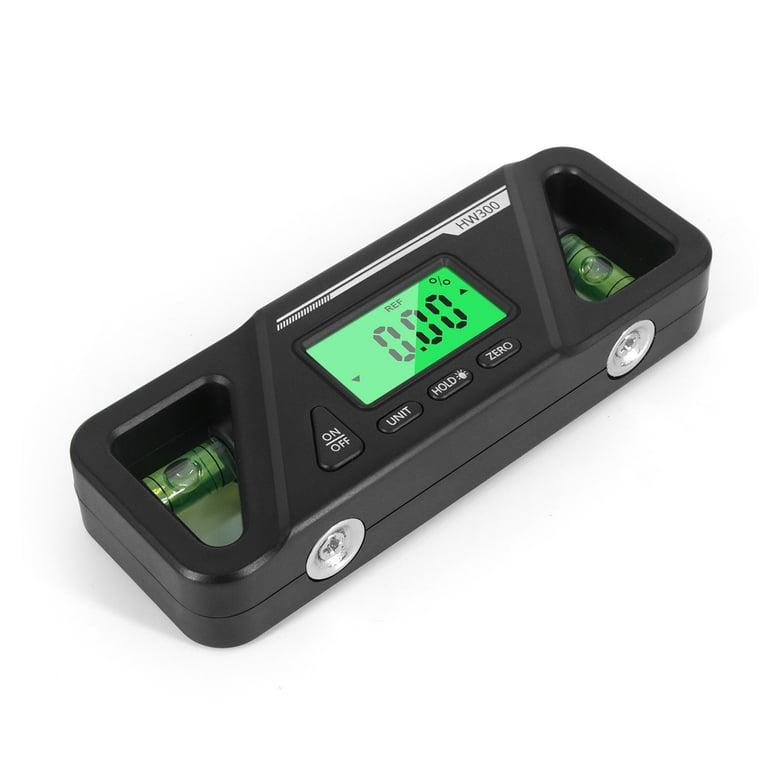 HW300
%
REF
0.00
ON
OFF
UNIT
HOLD
ZERO